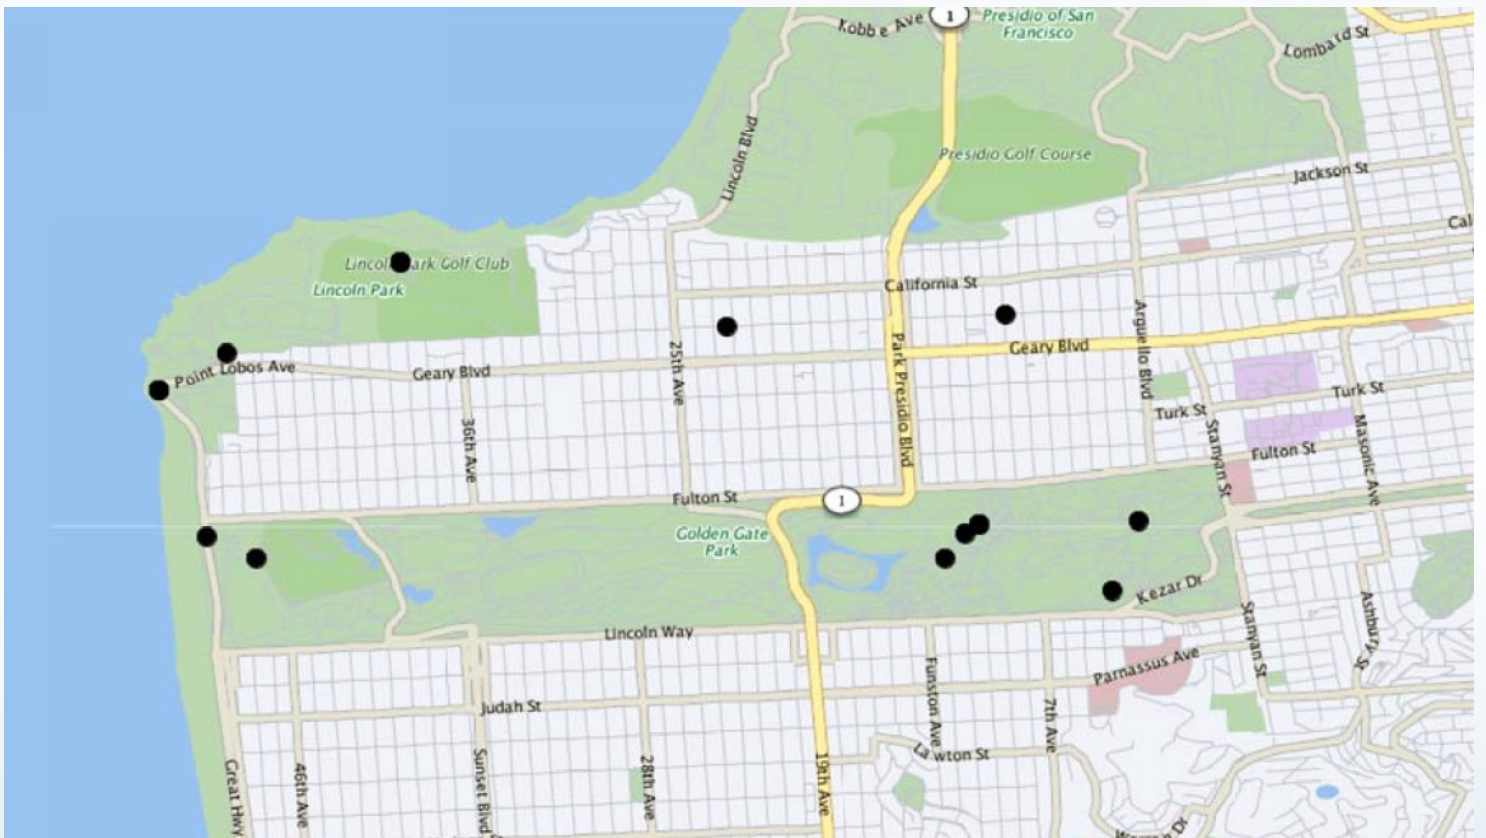 Kobbe Ave
1
Presidio of San
Francisco
Lombard St
Lincoln Blvd
Presidio Golf Course
Jackson St
Cal
Lincol ark Golf Club
Lincoln Park
California St
Point Lobos Ave
Geary Blvd
25th Ave
Park Presidio Blvd
Geary Blvd
Arguello Blvd
Turk St
Turk St
36th Ave
Stanyan St
Fulton St
Masonic Ave
Fulton St
1
Golden Gate
Park
Kezar Dr
Lincoln Way
Stanyan St
Ashbury St
Parnassus Ave
Funston Ave
7th Ave
Judah St
Lawton St
Great Hwy
46th Ave
Sunset Blvd
28th Ave
19th Ave